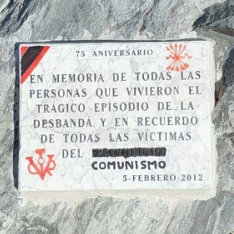 75 ANIVERSARIO
EN MEMORIA DE TODAS LAS
PERSONAS QUE VIVIERON EL
TRÁGICO EPISODIO DE LA
DESBANDA Y EN RECUERDO
DE TODAS LAS VÍCTIMAS
DEL
COMUNISMO
5-FEBRERO-2012